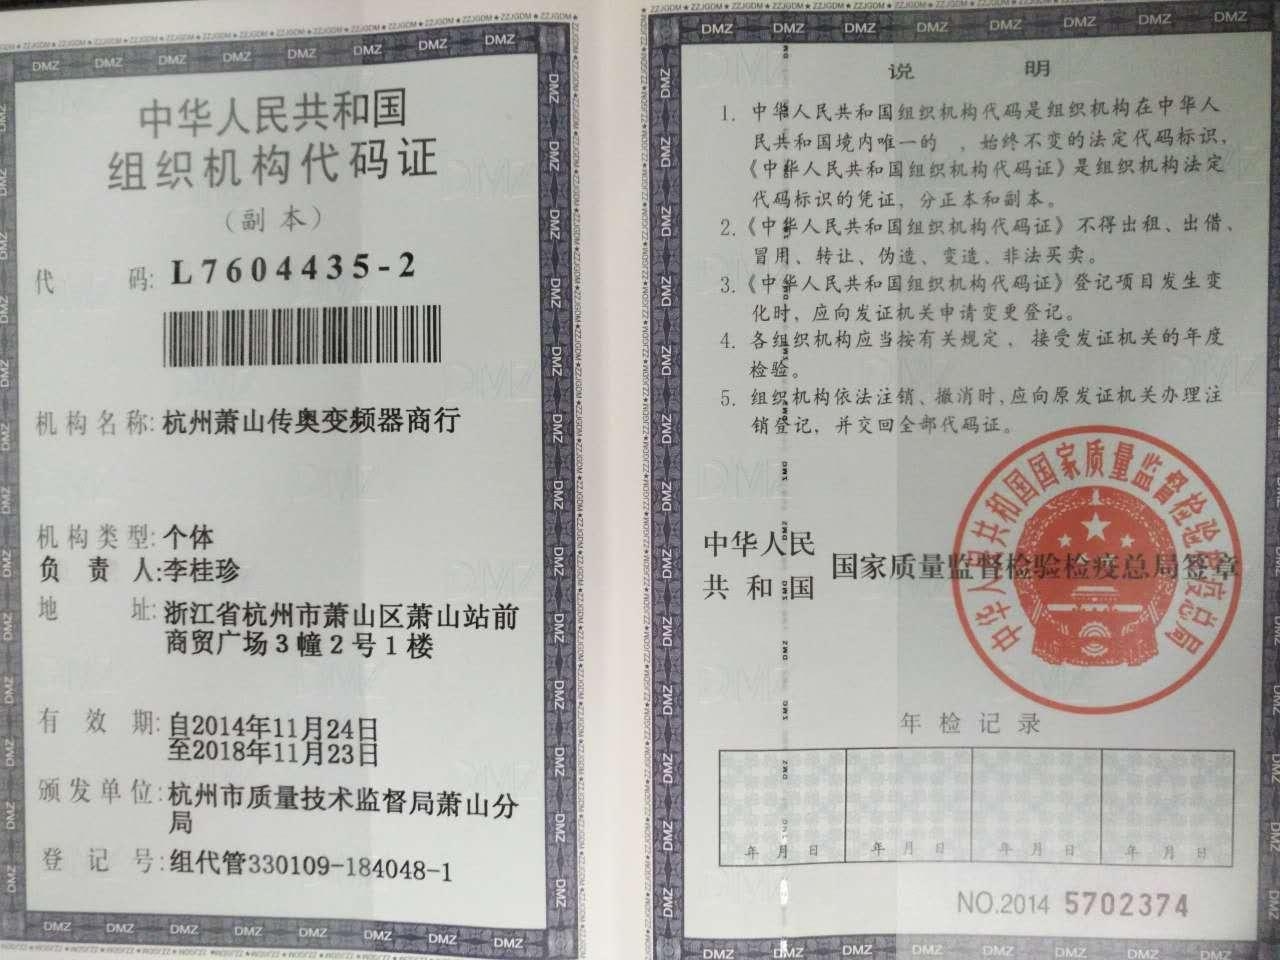 中华人民共和国
组织机构代码证
（副本）
代 码: L7604435-2
机构名称: 杭州萧山传奥变频器商行
机构类型: 个体
负责人: 李桂珍
地 址: 浙江省杭州市萧山区萧山站前
商贸广场3幢2号1楼
有效期: 自2014年11月24日
至2018年11月23日
颁发单位: 杭州市质量技术监督局萧山分
局
登记号: 组代管330109-184048-1
说 明
1. 中华人民共和国组织机构代码是组织机构在中华人
民共和国境内唯一的 、始终不变的法定代码标识，
《中华人民共和国组织机构代码证》是组织机构法定
代码标识的凭证，分正本和副本。
2.《中华人民共和国组织机构代码证》不得出租、出借、
冒用、转让、伪造、变造、非法买卖。
3.《中华人民共和国组织机构代码证》登记项目发生变
化时，应向发证机关申请变更登记。
4. 各组织机构应当按有关规定，接受发证机关的年度
检验。
5. 组织机构依法注销、撤消时，应向原发证机关办理注
销登记，并交回全部代码证。
中华人民
共和国 国家质量监督检验检疫总局签章
中华人民共和国国家质量监督检验检疫总局
年检记录
年 月 日 年 月 日 年 月 日 年 月 日
NO.2014 5702374